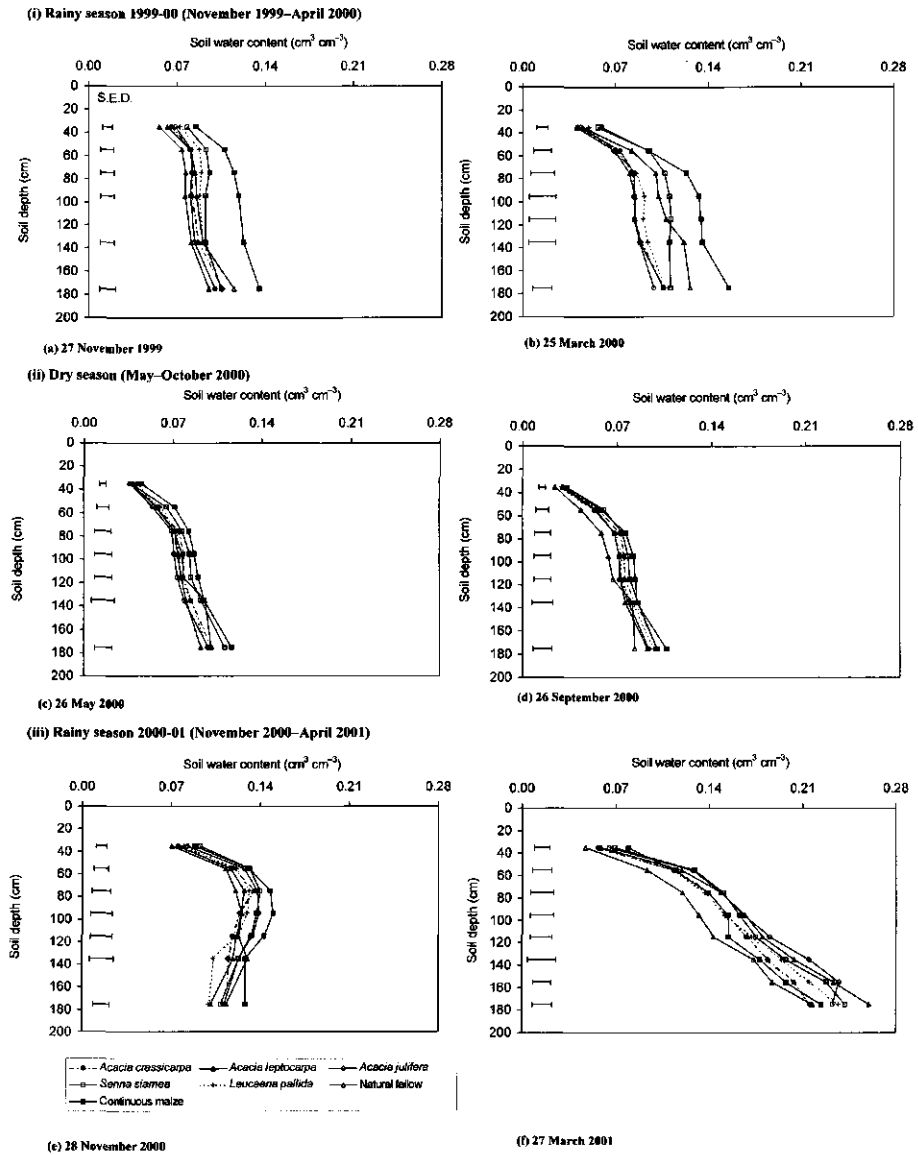 (i) Rainy season 1999-00 (November 1999–April 2000)
Soil water content (cm³ cm⁻³)
0.00 0.07 0.14 0.21 0.28
0
20
40
60
80
100
120
140
160
180
200
Soil depth (cm)
S.E.D.
(a) 27 November 1999
Soil water content (cm³ cm⁻³)
0.00 0.07 0.14 0.21 0.28
0
20
40
60
80
100
120
140
160
180
200
Soil depth (cm)
(b) 25 March 2000
(ii) Dry season (May–October 2000)
Soil water content (cm³ cm⁻³)
0.00 0.07 0.14 0.21 0.28
0
20
40
60
80
100
120
140
160
180
200
Soil depth (cm)
(c) 26 May 2000
Soil water content (cm³ cm⁻³)
0.00 0.07 0.14 0.21 0.28
0
20
40
60
80
100
120
140
160
180
200
Soil depth (cm)
(d) 26 September 2000
(iii) Rainy season 2000-01 (November 2000–April 2001)
Soil water content (cm³ cm⁻³)
0.00 0.07 0.14 0.21 0.28
0
20
40
60
80
100
120
140
160
180
200
Soil depth (cm)
Soil water content (cm³ cm⁻³)
0.00 0.07 0.14 0.21 0.28
0
20
40
60
80
100
120
140
160
180
200
Soil depth (cm)
Acacia crassicarpa Acacia leptocarpa Acacia julifera
Senna siamea Leucaena pallida Natural fallow
Continuous maize
(e) 28 November 2000
(f) 27 March 2001